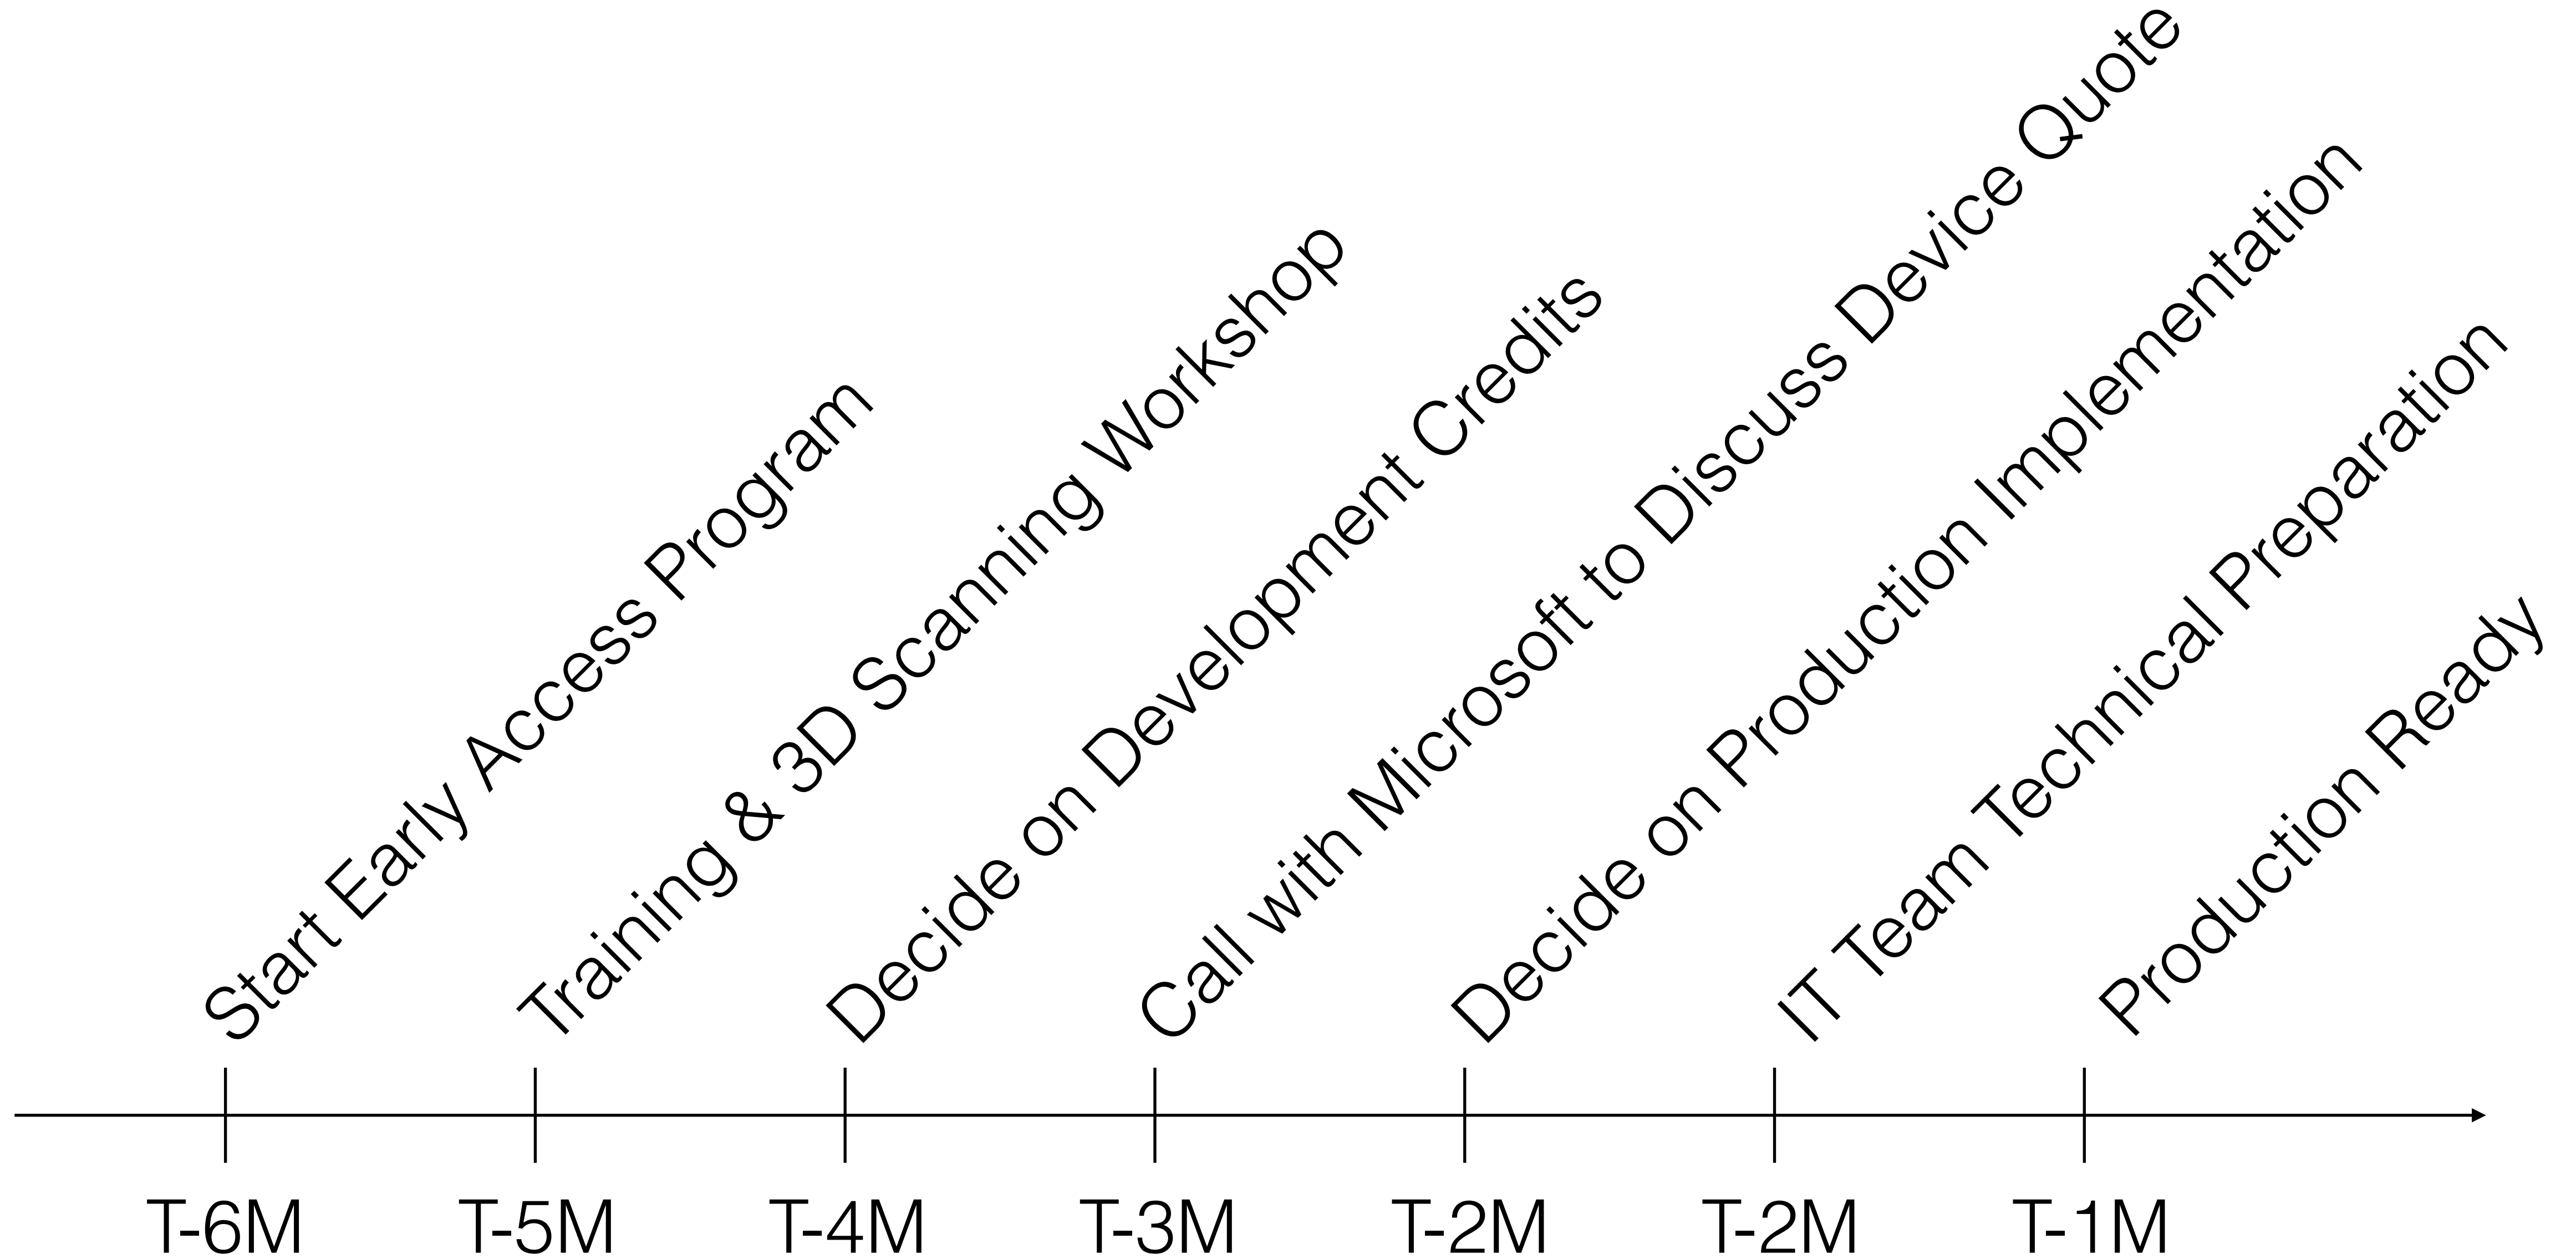 Start Early Access Program
Training & 3D Scanning Workshop
Decide on Development Credits
Call with Microsoft to Discuss Device Quote
Decide on Production Implementation
IT Team Technical Preparation
Production Ready
T-6M
T-5M
T-4M
T-3M
T-2M
T-2M
T-1M